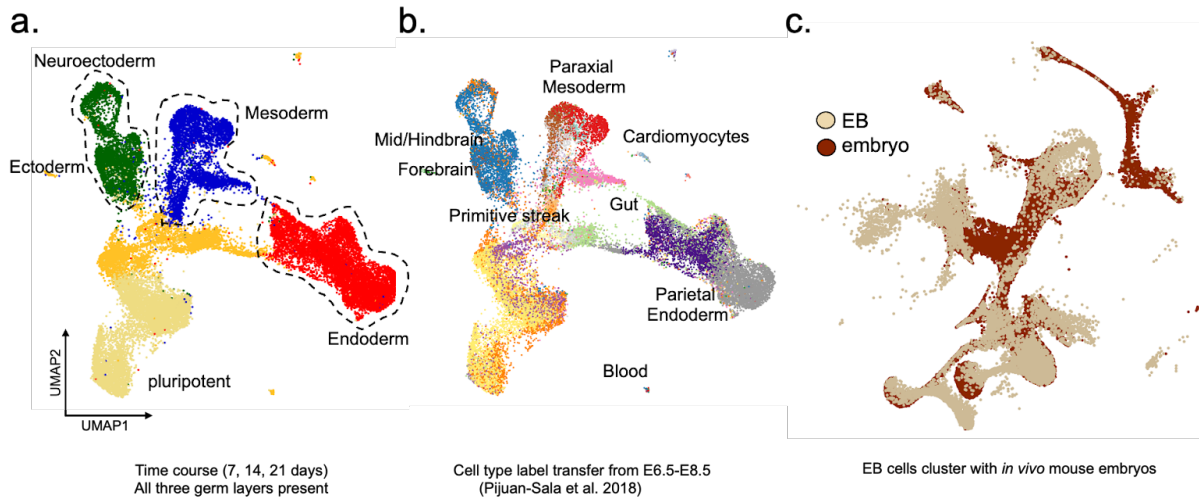 a.
Neuroectoderm
Mesoderm
Ectoderm
Endoderm
pluripotent
UMAP2
UMAP1
Time course (7, 14, 21 days)
All three germ layers present
b.
Paraxial
Mesoderm
Mid/Hindbrain
Cardiomyocytes
Forebrain
Primitive streak
Gut
Parietal
Endoderm
Blood
Cell type label transfer from E6.5-E8.5
(Pijuan-Sala et al. 2018)
c.
EB
embryo
EB cells cluster with in vivo mouse embryos